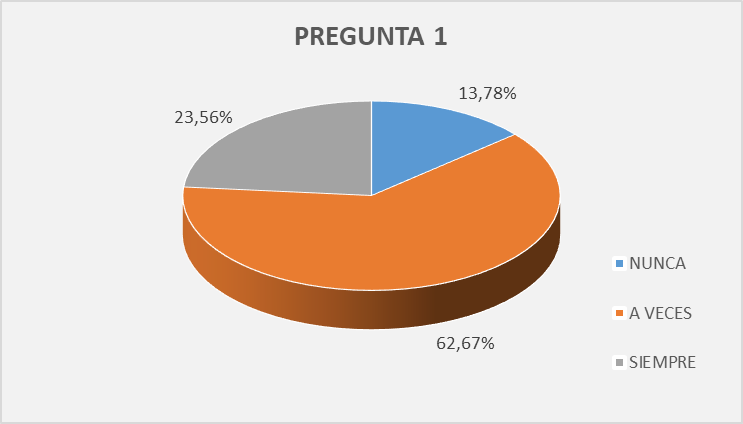 PREGUNTA 1
13,78%
23,56%
62,67%
NUNCA
A VECES
SIEMPRE